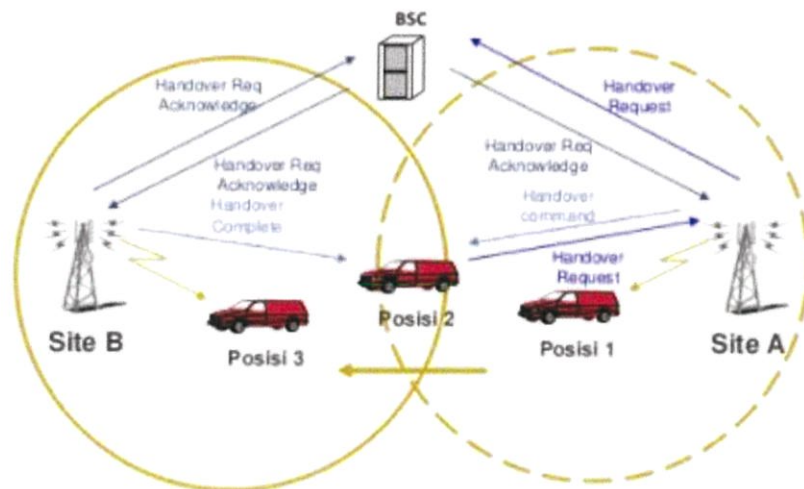 BSC
Handover Req
Acknowledge
Handover
Request
Handover Req
Acknowledge
Handover Req
Acknowledge
Handover
Complete
Handover
command
Handover
Request
Site B
Posisi 3
Posisi 2
Posisi 1
Site A